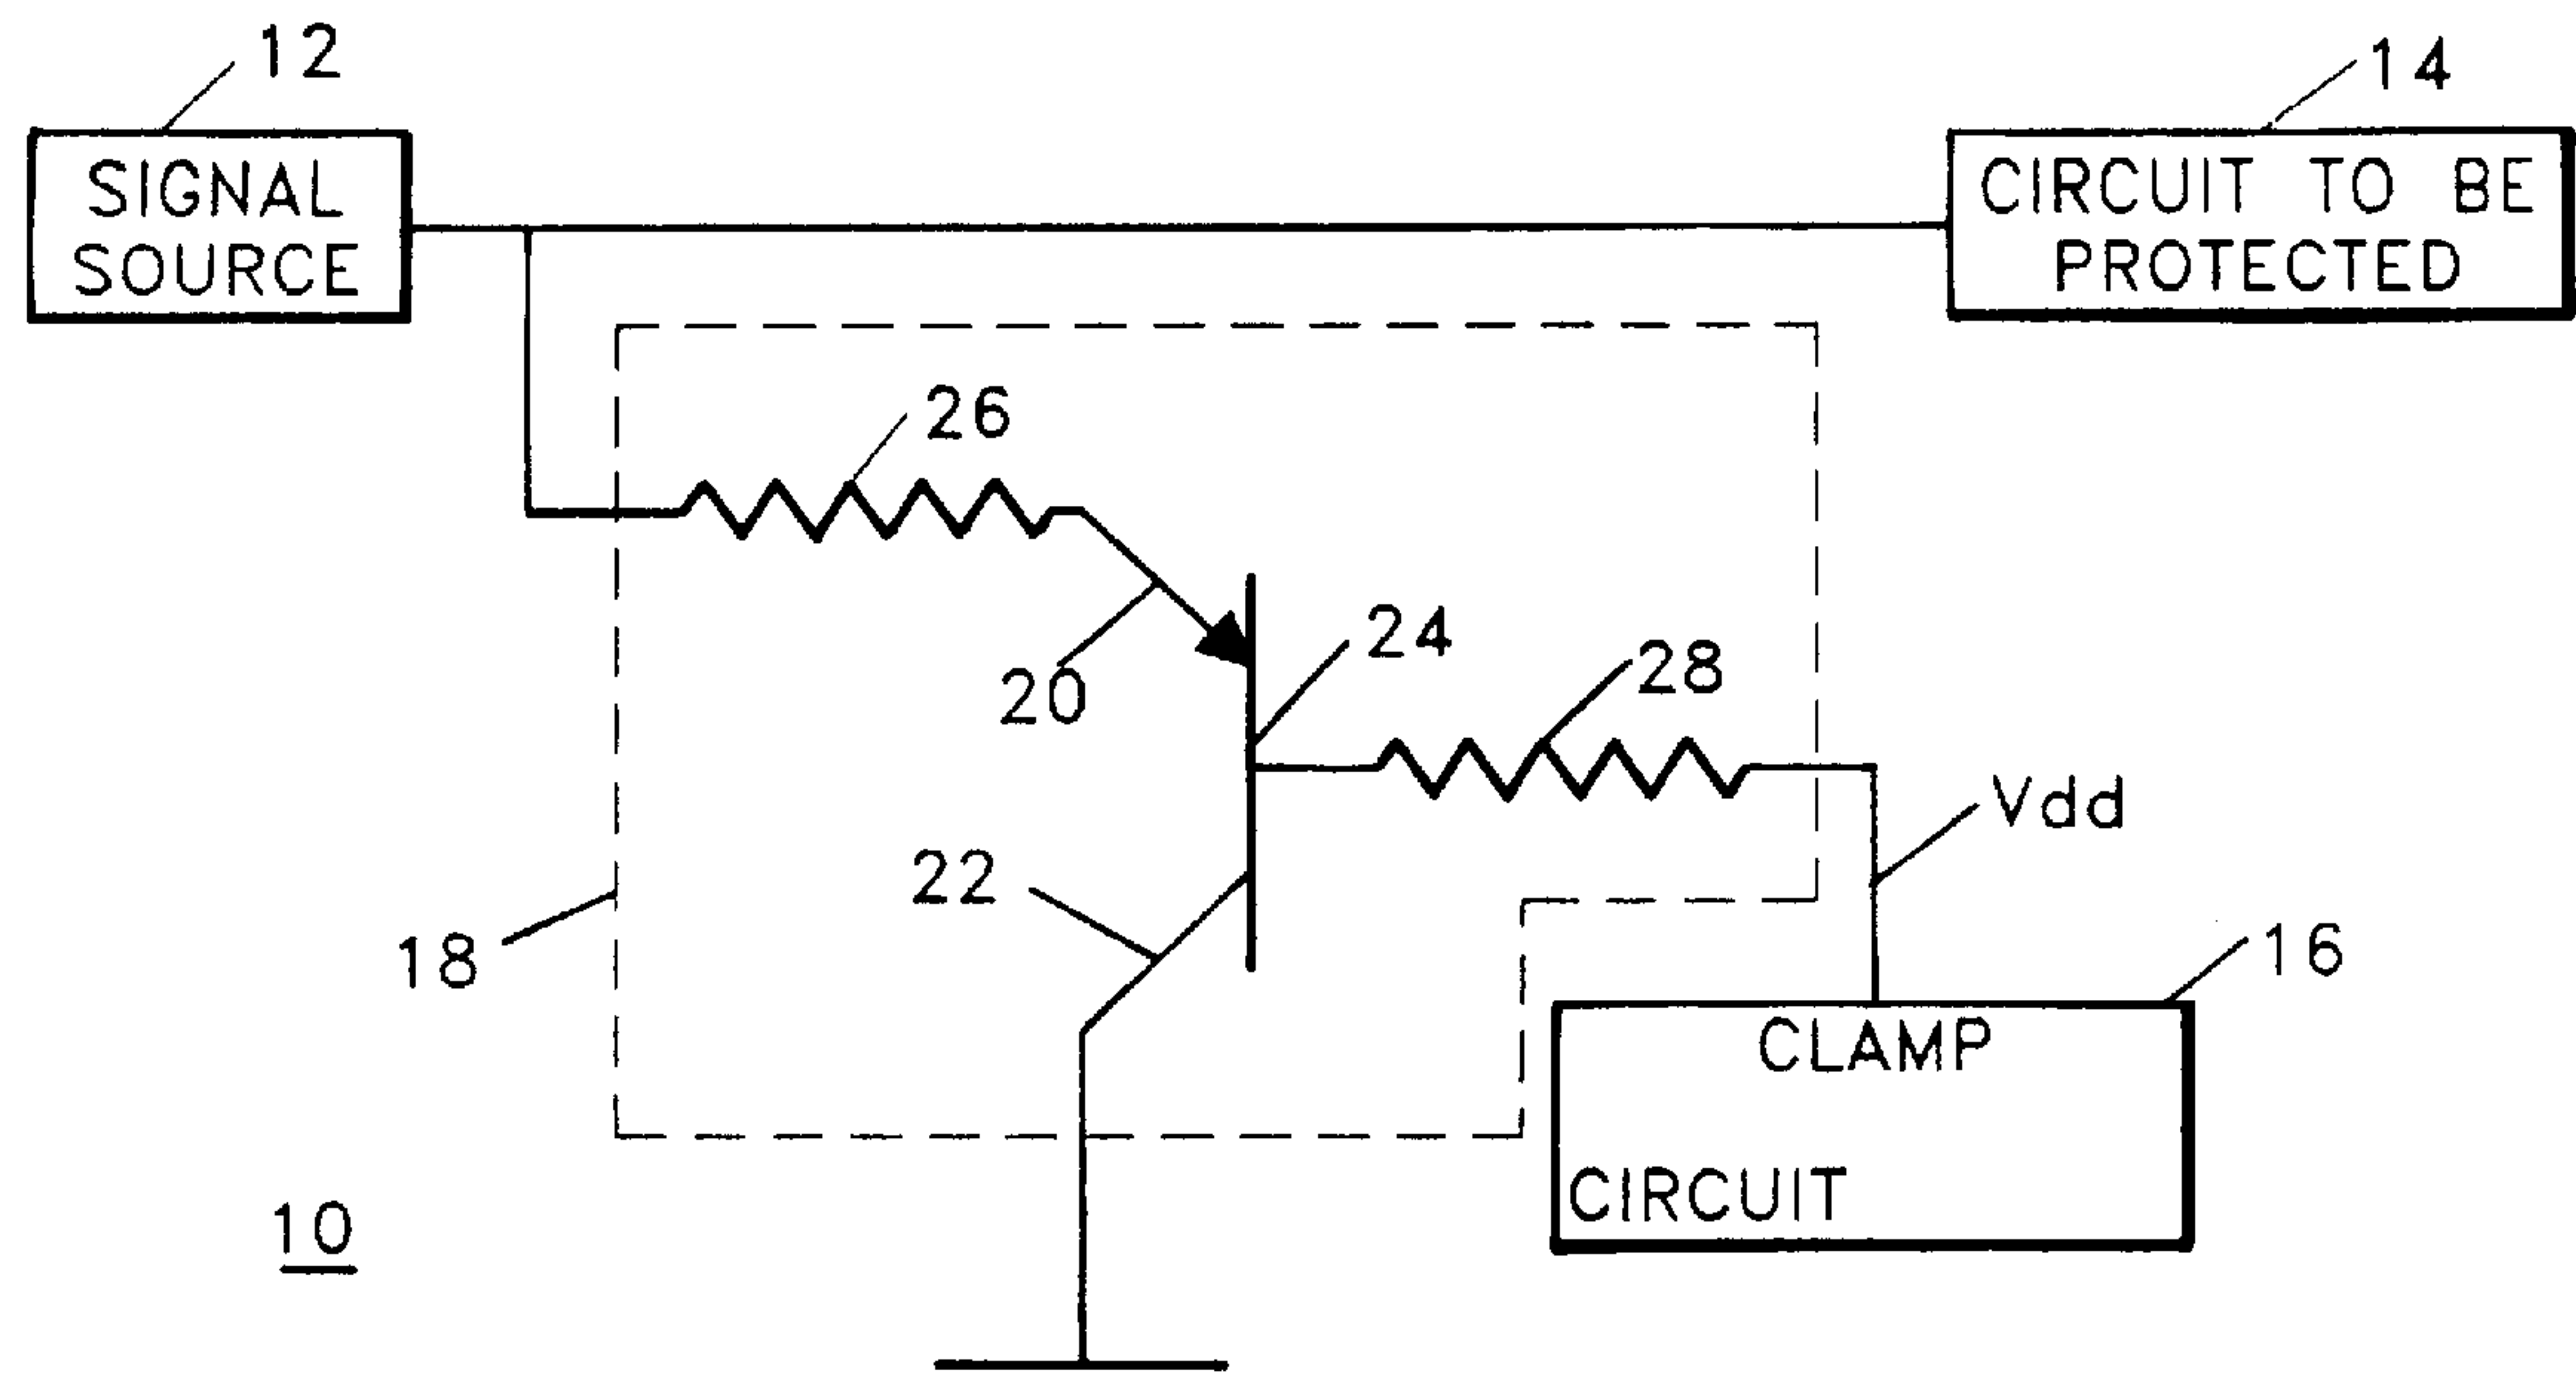 12
14
SIGNAL
SOURCE
CIRCUIT TO BE
PROTECTED
26
20
24
28
Vdd
22
18
16
CLAMP
CIRCUIT
10